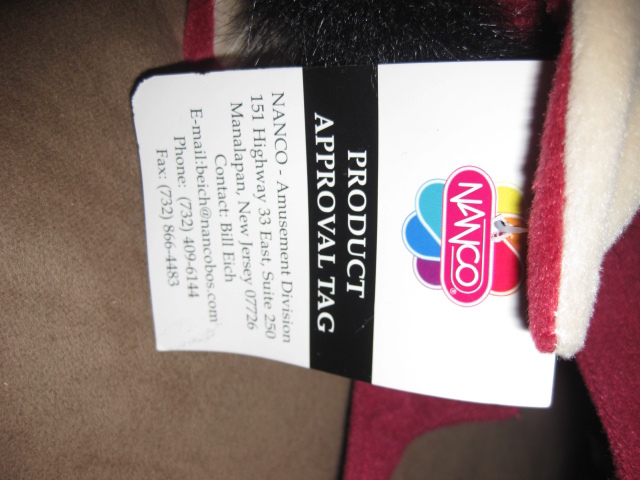 NANCO®
PRODUCT
APPROVAL TAG
NANCO - Amusement Division
151 Highway 33 East, Suite 250
Manalapan, New Jersey 07726
Contact: Bill Eich
E-mail:beich@nancobos.com
Phone: (732) 409-6144
Fax: (732) 866-4483